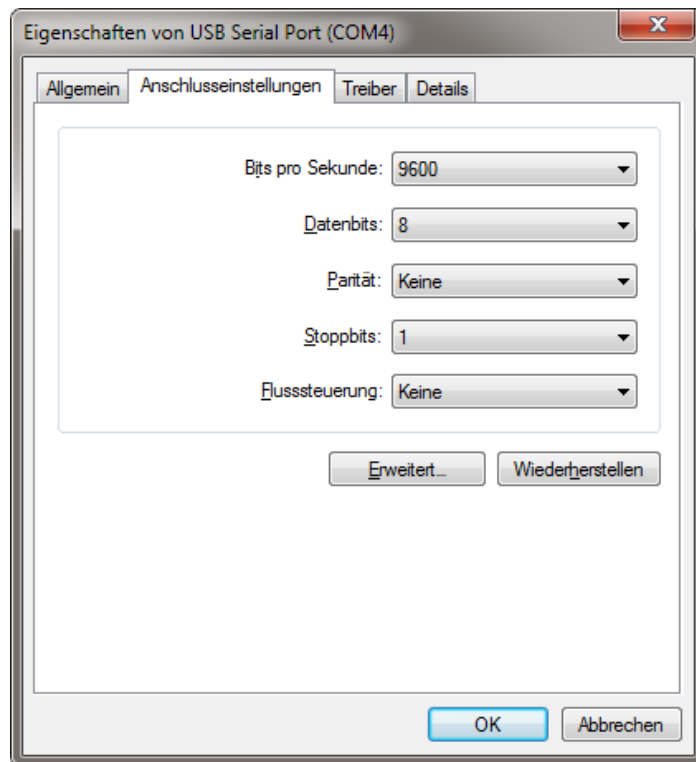 Eigenschaften von USB Serial Port (COM4)
Allgemein Anschlusseinstellungen Treiber Details
Bits pro Sekunde: 9600
Datenbits: 8
Parität: Keine
Stoppbits: 1
Flusssteuerung: Keine
Erweitert... Wiederherstellen
OK Abbrechen